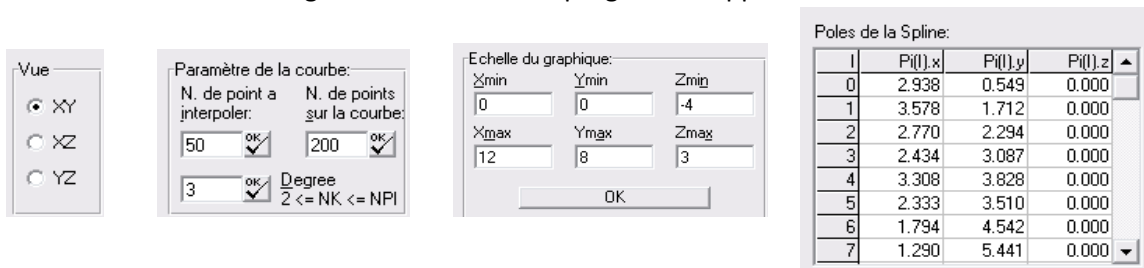 Vue
XY
XZ
YZ
Paramètre de la courbe:
N. de point a interpoler:
N. de points sur la courbe:
50 OK
200 OK
3 OK
Degree
2 <= NK <= NPI
Echelle du graphique:
Xmin Ymin Zmin
0 0 -4
Xmax Ymax Zmax
12 8 3
OK
Poles de la Spline:
I Pi(I).x Pi(I).y Pi(I).z
0 2.938 0.549 0.000
1 3.578 1.712 0.000
2 2.770 2.294 0.000
3 2.434 3.087 0.000
4 3.308 3.828 0.000
5 2.333 3.510 0.000
6 1.794 4.542 0.000
7 1.290 5.441 0.000